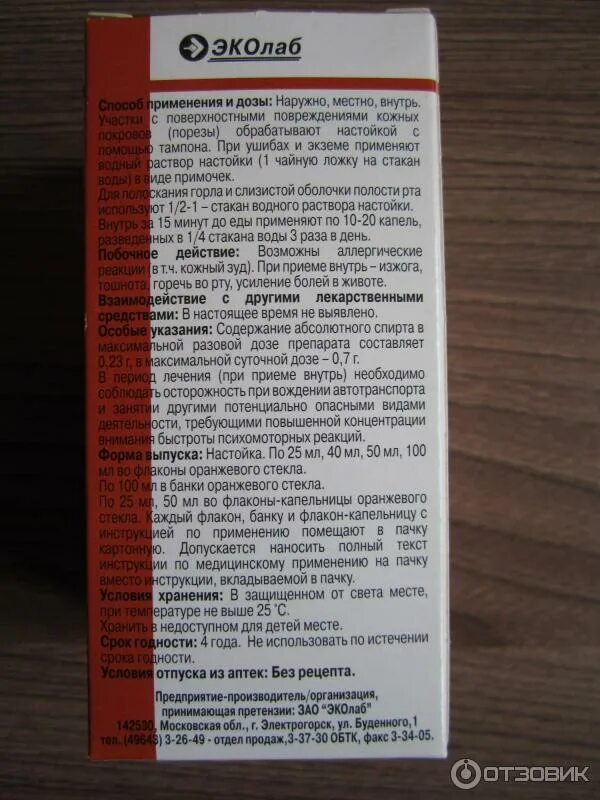 ЭКОлаб
Способ применения и дозы: Наружно, местно, внутрь.
Участки с поверхностными повреждениями кожных
покровов (порезы) обрабатывают настойкой с
помощью тампона. При ушибах и экземе применяют
водный раствор настойки (1 чайную ложку на стакан
воды) в виде примочек.
Для полоскания горла и слизистой оболочки полости рта
используют 1/2-1 – стакан водного раствора настойки.
Внутрь за 15 минут до еды применяют по 10-20 капель,
разведенных в 1/4 стакана воды 3 раза в день.
Побочное действие: Возможны аллергические
реакции (в т.ч. кожный зуд). При приеме внутрь – изжога,
тошнота, горечь во рту, усиление болей в животе.
Взаимодействие с другими лекарственными
средствами: В настоящее время не выявлено.
Особые указания: Содержание абсолютного спирта в
максимальной разовой дозе препарата составляет
0,23 г, в максимальной суточной дозе – 0,7 г.
В период лечения (при приеме внутрь) необходимо
соблюдать осторожность при вождении автотранспорта
и занятии другими потенциально опасными видами
деятельности, требующими повышенной концентрации
внимания быстроты психомоторных реакций.
Форма выпуска: Настойка. По 25 мл, 40 мл, 50 мл, 100
мл во флаконы оранжевого стекла.
По 100 мл в банки оранжевого стекла.
По 25 мл, 50 мл во флаконы-капельницы оранжевого
стекла. Каждый флакон, банку и флакон-капельницу с
инструкцией по применению помещают в пачку
картонную. Допускается наносить полный текст
инструкции по медицинскому применению на пачку
вместо инструкции, вкладываемой в пачку.
Условия хранения: В защищенном от света месте,
при температуре не выше 25 °С.
Хранить в недоступном для детей месте.
Срок годности: 4 года. Не использовать по истечении
срока годности.
Условия отпуска из аптек: Без рецепта.
Предприятие-производитель/организация,
принимающая претензии: ЗАО "ЭКОлаб"
142530, Московская обл., г. Электрогорск, ул. Буденного,1
тел. (49643) 3-26-49 - отдел продаж,3-37-30 ОБТК, факс 3-34-05.
ОТЗОВИК